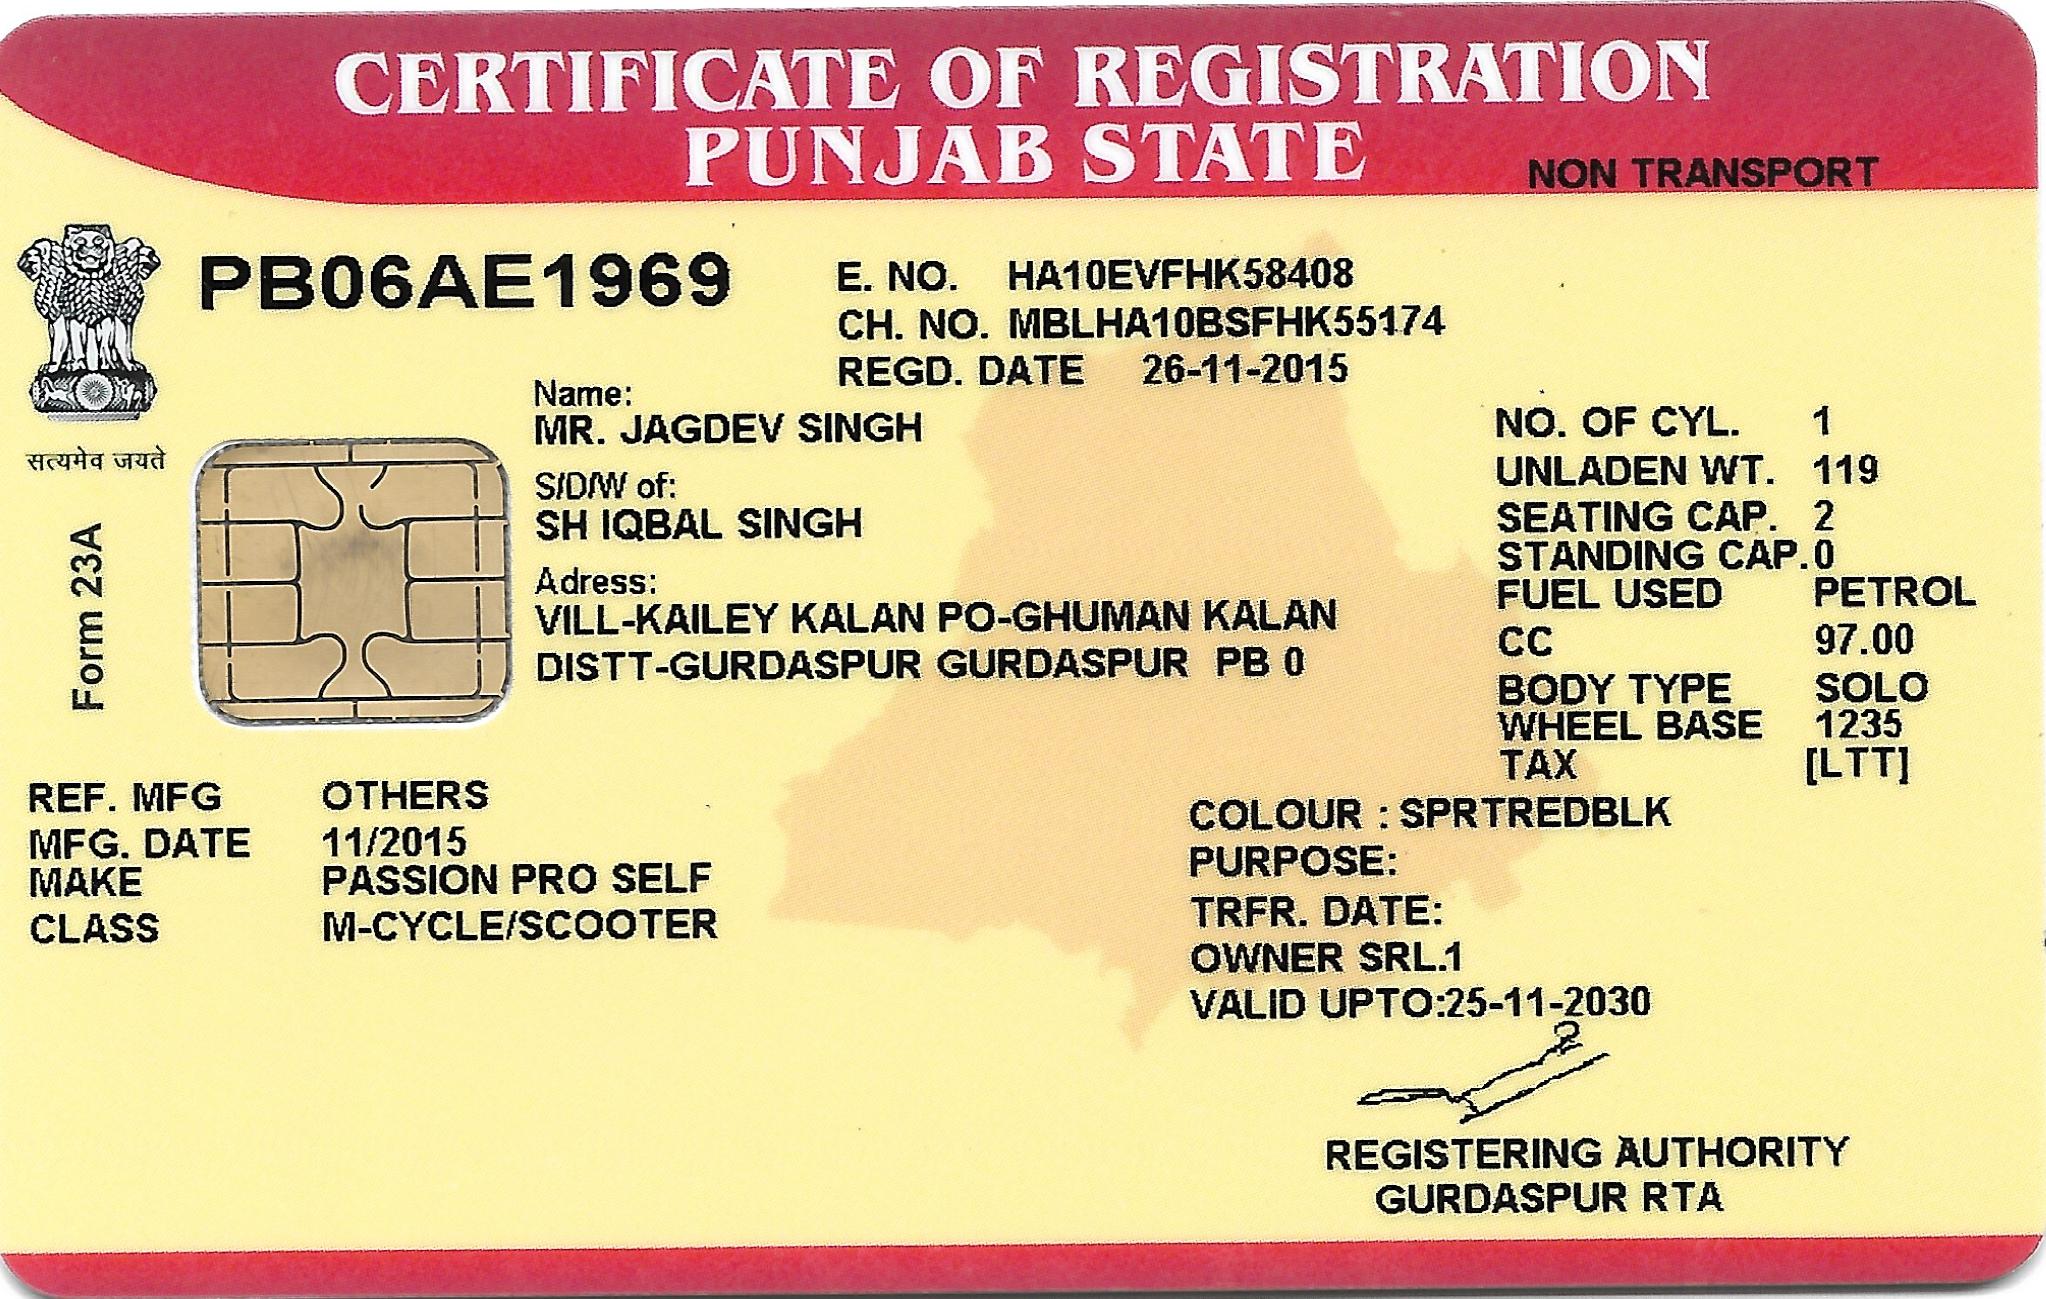 CERTIFICATE OF REGISTRATION
PUNJAB STATE
NON TRANSPORT
PB06AE1969
E. NO. HA10EVFHK58408
CH. NO. MBLHA10BSFHK55174
REGD. DATE 26-11-2015
सत्यमेव जयते
Form 23A
Name:
MR. JAGDEV SINGH
S/D/W of:
SH IQBAL SINGH
Adress:
VILL-KAILEY KALAN PO-GHUMAN KALAN
DISTT-GURDASPUR GURDASPUR PB 0
NO. OF CYL. 1
UNLADEN WT. 119
SEATING CAP. 2
STANDING CAP. 0
FUEL USED PETROL
CC 97.00
BODY TYPE SOLO
WHEEL BASE 1235
TAX [LTT]
REF. MFG OTHERS
MFG. DATE 11/2015
MAKE PASSION PRO SELF
CLASS M-CYCLE/SCOOTER
COLOUR : SPRTREDBLK
PURPOSE:
TRFR. DATE:
OWNER SRL.1
VALID UPTO:25-11-2030
REGISTERING AUTHORITY
GURDASPUR RTA